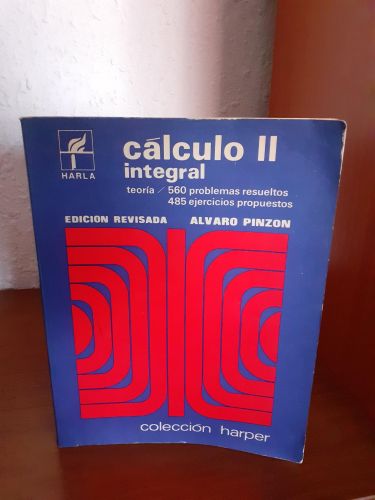 HARLA
cálculo II
integral
teoría / 560 problemas resueltos
485 ejercicios propuestos
EDICION REVISADA ALVARO PINZON
colección harper